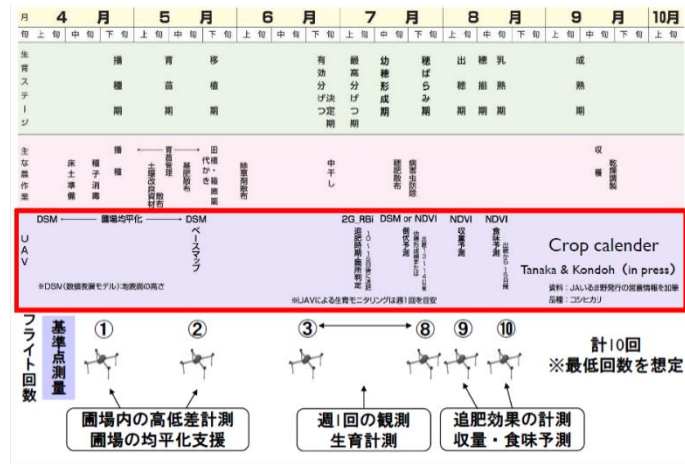 月 4 月 5 月 6 月 7 月 8 月 9 月 10月
旬 上 旬 中 旬 下 旬 上 旬 中 旬 下 旬 上 旬 中 旬 下 旬 上 旬 中 旬 下 旬 上 旬 中 旬 下 旬 上 旬 中 旬 下 旬 上 旬
生育ステージ
播種期
育苗期
移植期
有効分げつ決定期
最高分げつ期
幼穂形成期
穂ばらみ期
出穂期
穂揃期
乳熟期
成熟期
主な農作業
床土準備
種子消毒
播種
育苗管理
土壌改良資材散布
基肥散布
代かき
田植・箱施薬
除草剤散布
中干し
穂肥散布
病害虫防除
収穫
乾燥調製
UAV
DSM 圃場均平化 DSM
ベースマップ
2G_RBi DSM or NDVI NDVI NDVI
追肥時期・箇所判定
倒伏予測
収量予測
食味予測
出穂から15日間
Crop calender
Tanaka & Kondoh (in press)
資料:JAいるま野発行の営農情報を加筆
品種:コシヒカリ
※DSM(数値表層モデル):地表面の高さ
※UAVによる生育モニタリングは週1回を目安
フライト回数
基準点測量
① ② ③ ⑧ ⑨ ⑩
計10回
※最低回数を想定
圃場内の高低差計測
圃場の均平化支援
週1回の観測
生育計測
追肥効果の計測
収量・食味予測